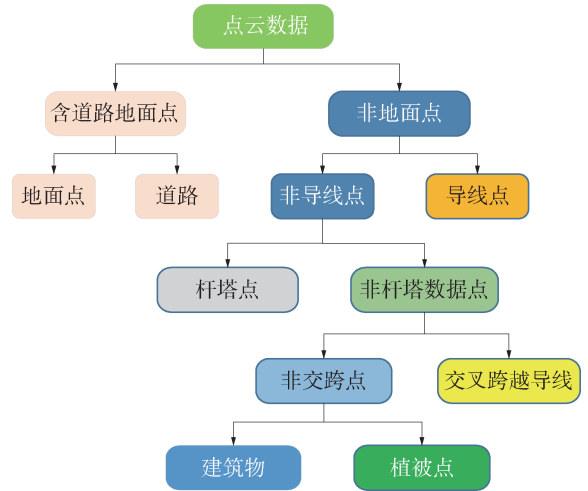 点云数据
含道路地面点
非地面点
地面点
道路
非导线点
导线点
杆塔点
非杆塔数据点
非交跨点
交叉跨越导线
建筑物
植被点